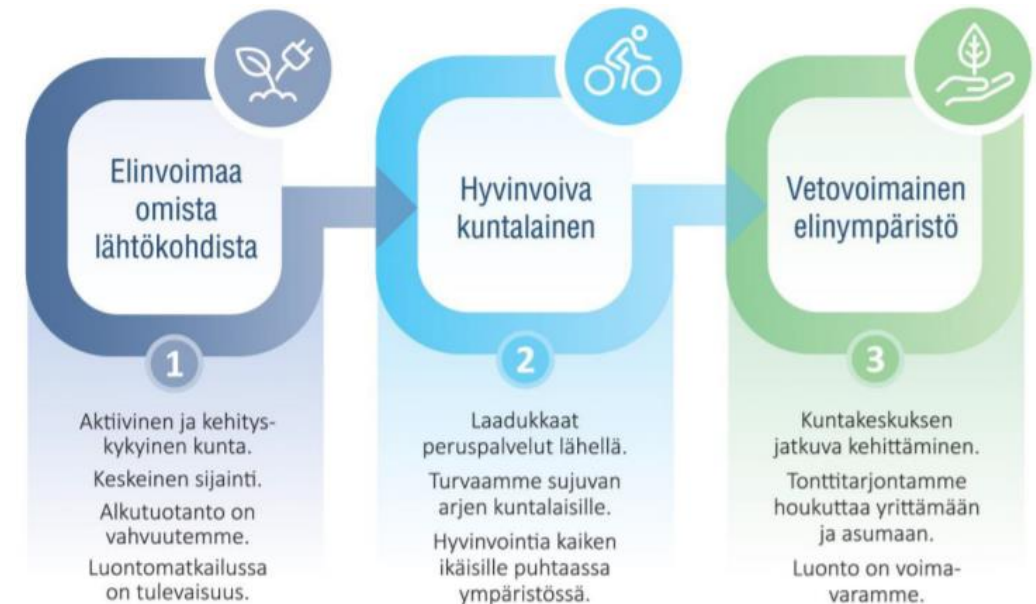 Elinvoimaa
omista
lähtökohdista
1
Aktiivinen ja kehitys-
kykyinen kunta.
Keskeinen sijainti.
Alkutuotanto on
vahvuutemme.
Luontomatkailussa
on tulevaisuus.
Hyvinvoiva
kuntalainen
2
Laadukkaat
peruspalvelut lähellä.
Turvaamme sujuvan
arjen kuntalaisille.
Hyvinvointia kaiken
ikäisille puhtaassa
ympäristössä.
Vetovoimainen
elinympäristö
3
Kuntakeskuksen
jatkuva kehittäminen.
Tonttitarjontamme
houkuttaa yrittämään
ja asumaan.
Luonto on voima-
varamme.